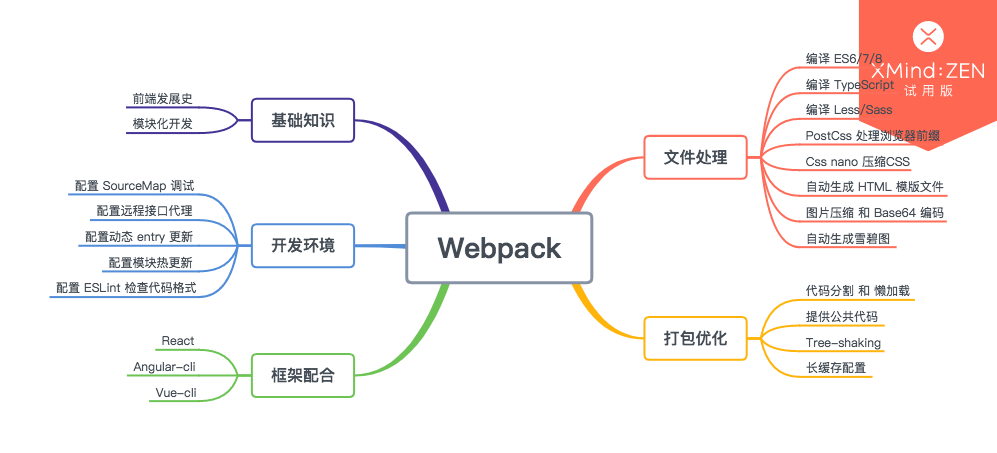 Webpack
基础知识
前端发展史
模块化开发
开发环境
配置 SourceMap 调试
配置远程接口代理
配置动态 entry 更新
配置模块热更新
配置 ESLint 检查代码格式
框架配合
React
Angular-cli
Vue-cli
文件处理
编译 ES6/7/8
编译 TypeScript
编译 Less/Sass
PostCss 处理浏览器前缀
Css nano 压缩CSS
自动生成 HTML 模版文件
图片压缩 和 Base64 编码
自动生成雪碧图
打包优化
代码分割 和 懒加载
提供公共代码
Tree-shaking
长缓存配置
XMind:ZEN
试用版